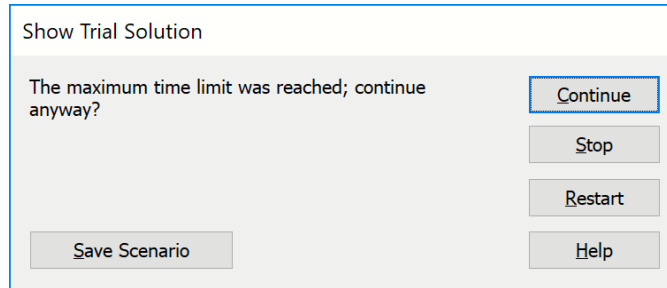 Show Trial Solution
The maximum time limit was reached; continue
anyway?
Continue
Stop
Restart
Save Scenario
Help